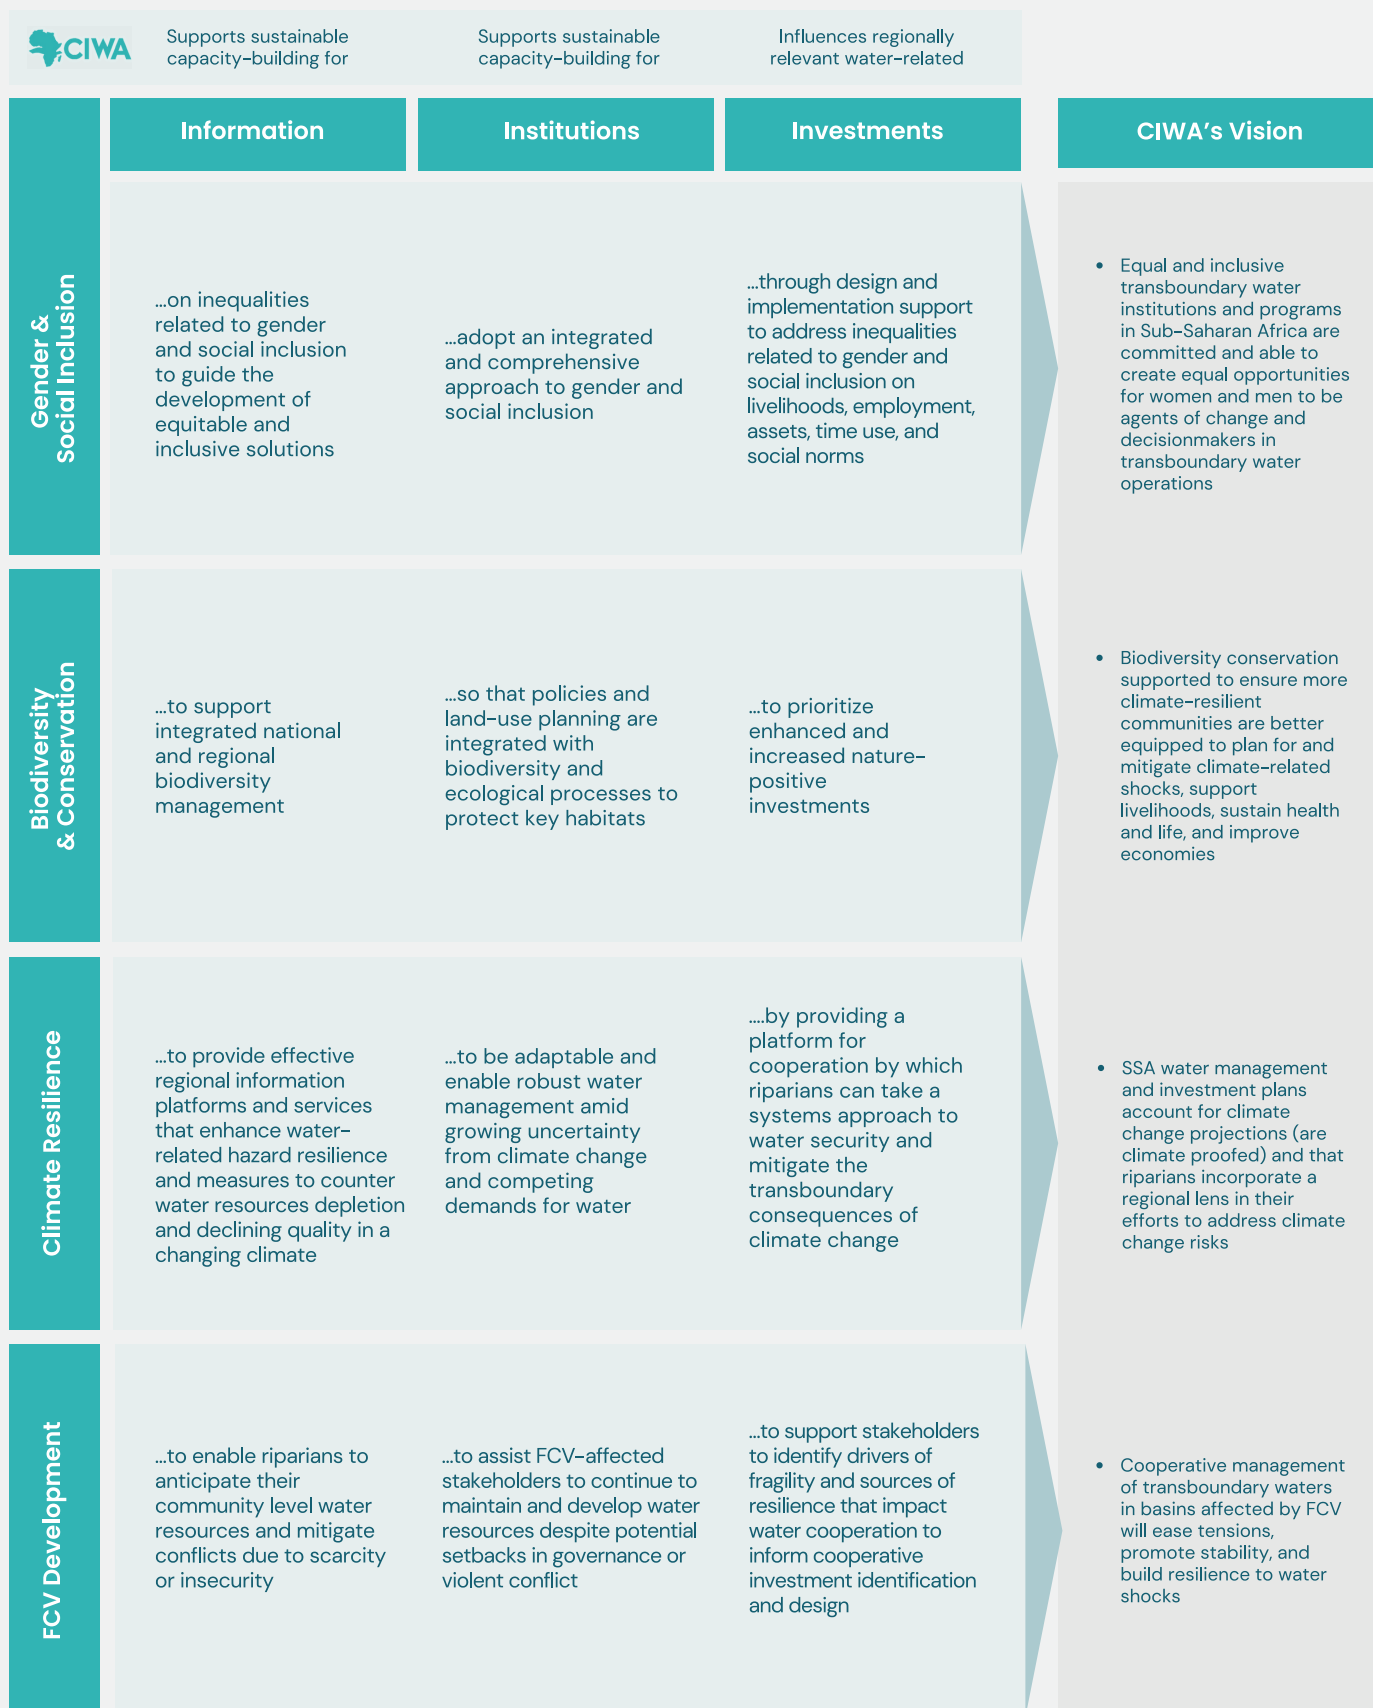 CIWA
Supports sustainable
capacity-building for
Supports sustainable
capacity-building for
Influences regionally
relevant water-related
Information
Institutions
Investments
CIWA's Vision
Gender &
Social Inclusion
...on inequalities
related to gender
and social inclusion
to guide the
development of
equitable and
inclusive solutions
...adopt an integrated
and comprehensive
approach to gender and
social inclusion
...through design and
implementation support
to address inequalities
related to gender and
social inclusion on
livelihoods, employment,
assets, time use, and
social norms
• Equal and inclusive
transboundary water
institutions and programs
in Sub-Saharan Africa are
committed and able to
create equal opportunities
for women and men to be
agents of change and
decisionmakers in
transboundary water
operations
Biodiversity
& Conservation
...to support
integrated national
and regional
biodiversity
management
...so that policies and
land-use planning are
integrated with
biodiversity and
ecological processes to
protect key habitats
...to prioritize
enhanced and
increased nature-
positive
investments
• Biodiversity conservation
supported to ensure more
climate-resilient
communities are better
equipped to plan for and
mitigate climate-related
shocks, support
livelihoods, sustain health
and life, and improve
economies
Climate Resilience
...to provide effective
regional information
platforms and services
that enhance water-
related hazard resilience
and measures to counter
water resources depletion
and declining quality in a
changing climate
...to be adaptable and
enable robust water
management amid
growing uncertainty
from climate change
and competing
demands for water
....by providing a
platform for
cooperation by which
riparians can take a
systems approach to
water security and
mitigate the
transboundary
consequences of
climate change
• SSA water management
and investment plans
account for climate
change projections (are
climate proofed) and that
riparians incorporate a
regional lens in their
efforts to address climate
change risks
FCV Development
...to enable riparians to
anticipate their
community level water
resources and mitigate
conflicts due to scarcity
or insecurity
...to assist FCV-affected
stakeholders to continue to
maintain and develop water
resources despite potential
setbacks in governance or
violent conflict
...to support stakeholders
to identify drivers of
fragility and sources of
resilience that impact
water cooperation to
inform cooperative
investment identification
and design
• Cooperative management
of transboundary waters
in basins affected by FCV
will ease tensions,
promote stability, and
build resilience to water
shocks